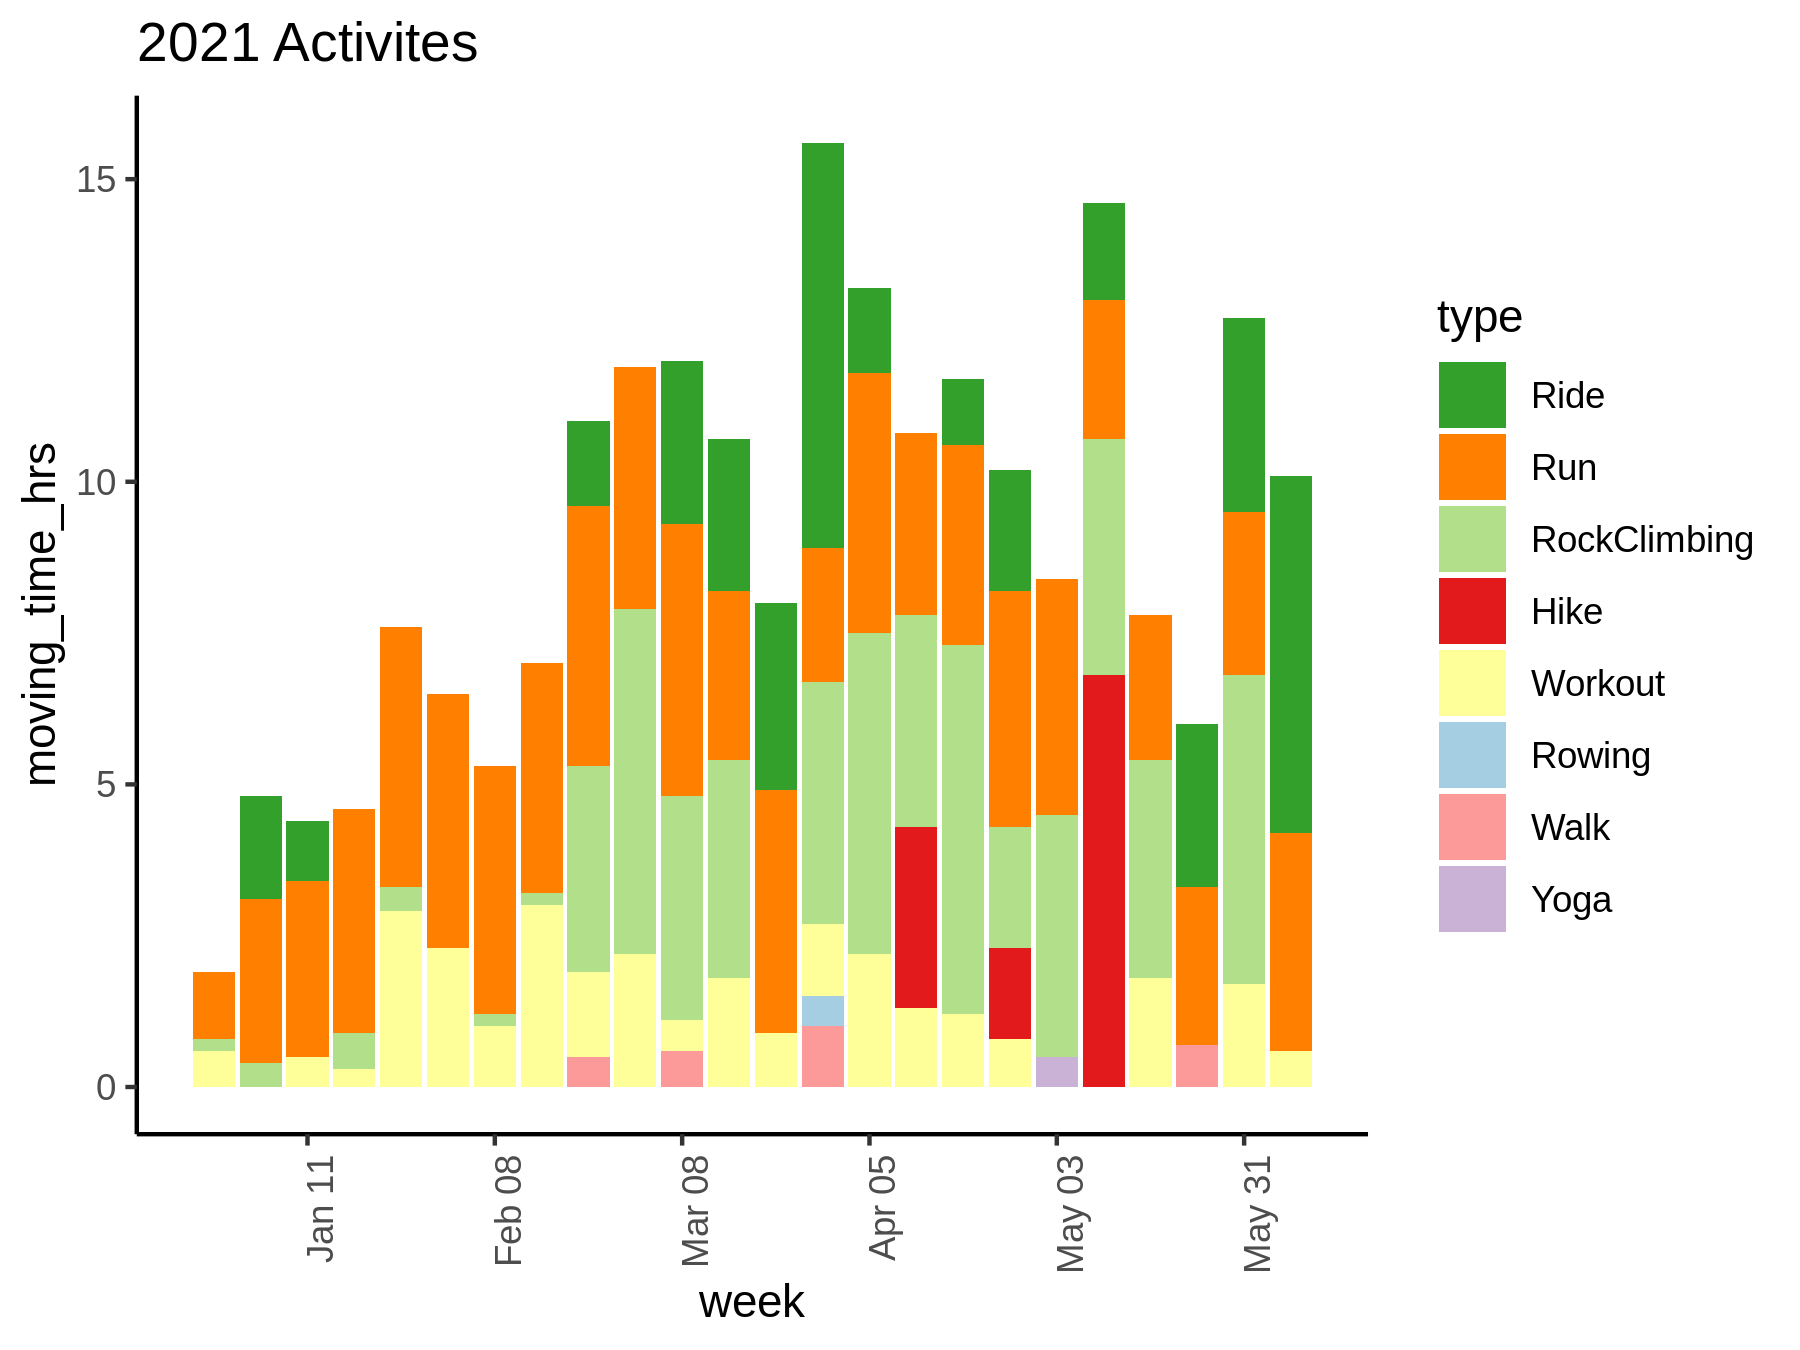 2021 Activites
moving_time_hrs
15
10
5
0
Jan 11
Feb 08
Mar 08
Apr 05
May 03
May 31
week
type
Ride
Run
RockClimbing
Hike
Workout
Rowing
Walk
Yoga